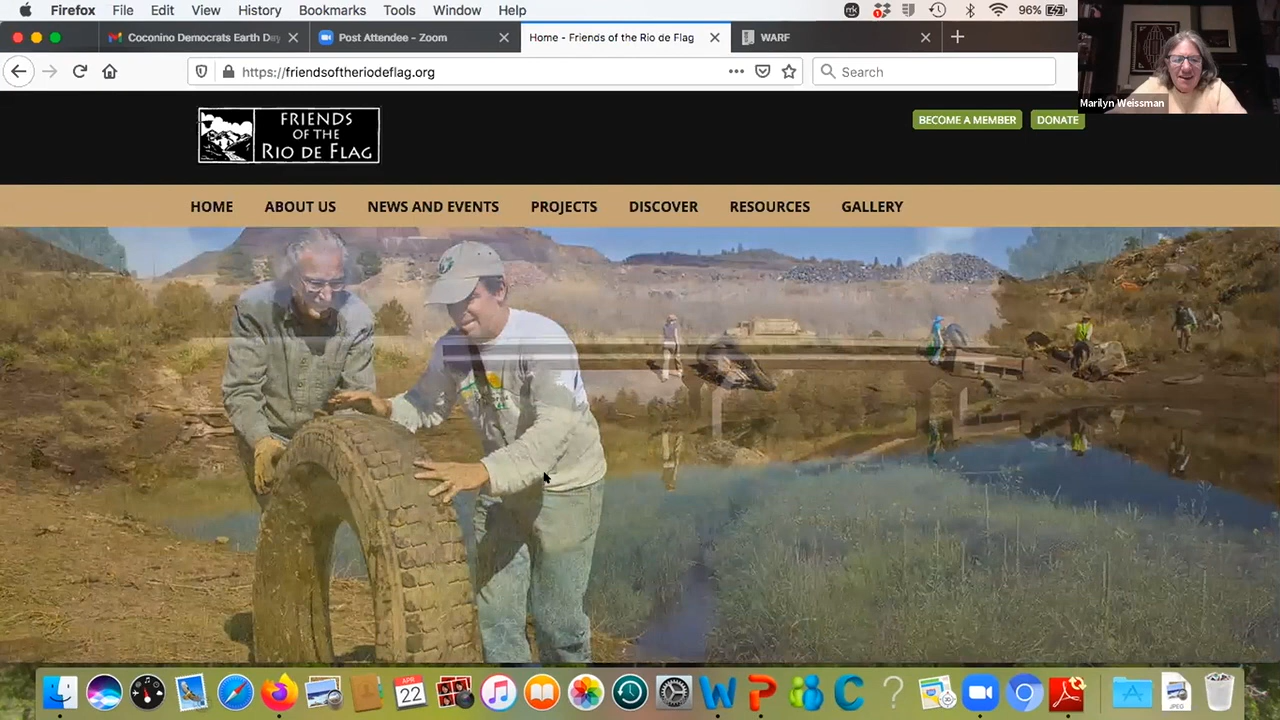 Firefox File Edit View History Bookmarks Tools Window Help 96%
Coconino Democrats Earth Da
Post Attendee - Zoom
Home - Friends of the Rio de Flag
WARF
https://friendsoftheriodeflag.org
Search
Marilyn Weissman
FRIENDS
OF THE
RIO DE FLAG
BECOME A MEMBER
DONATE
HOME ABOUT US NEWS AND EVENTS PROJECTS DISCOVER RESOURCES GALLERY
APR
22
JPEG